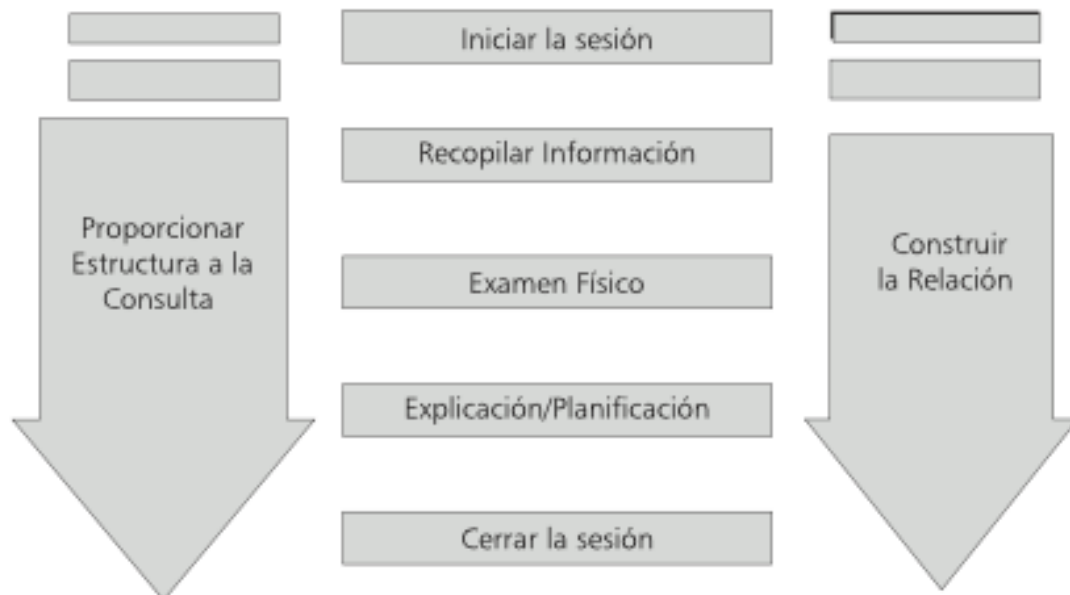 Iniciar la sesión
Recopilar Información
Proporcionar
Estructura a la
Consulta
Examen Físico
Construir
la Relación
Explicación/Planificación
Cerrar la sesión